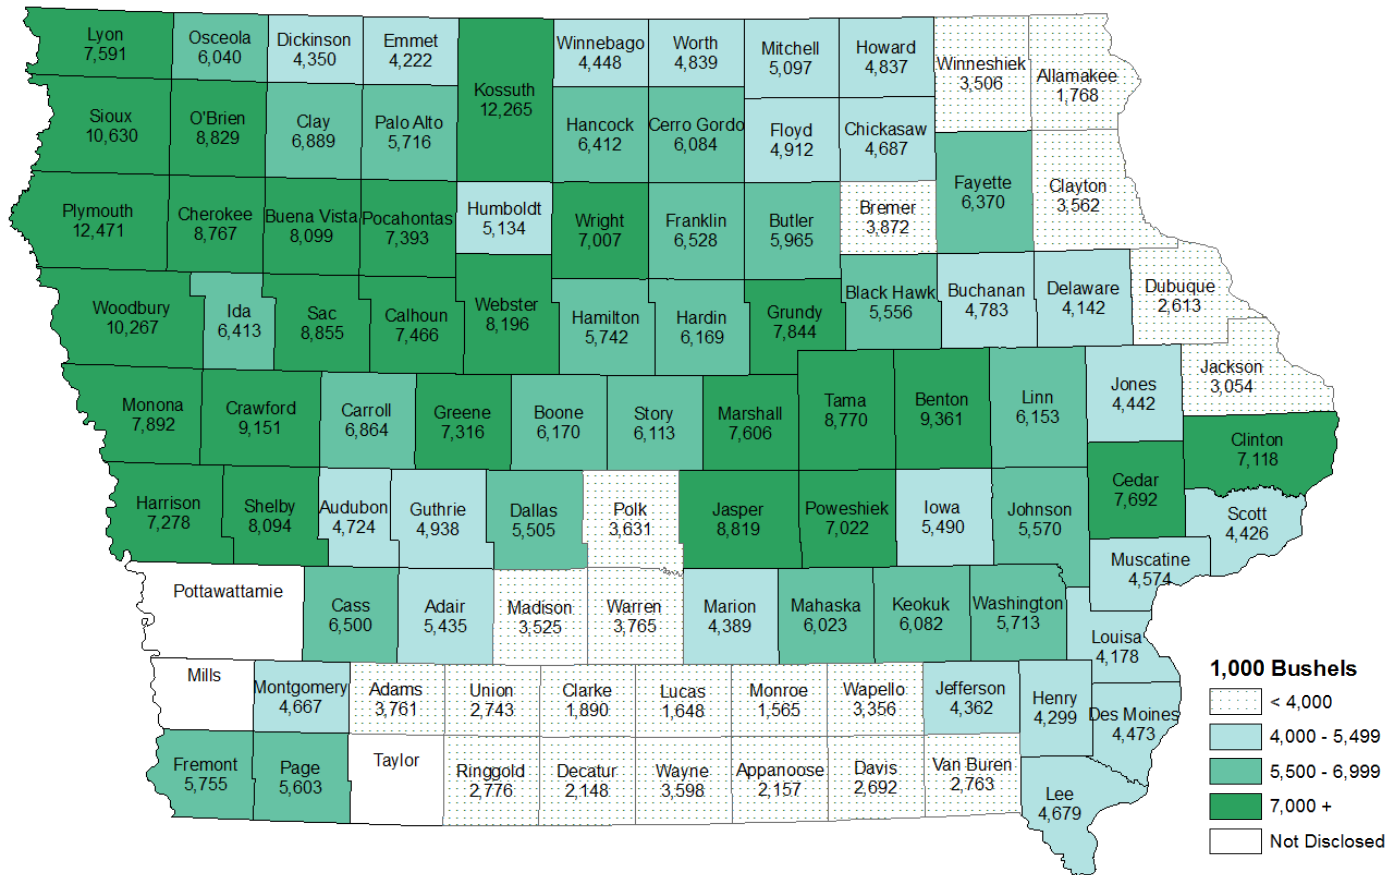 Lyon
7,591
Osceola
6,040
Dickinson
4,350
Emmet
4,222
Kossuth
12,265
Winnebago
4,448
Worth
4,839
Mitchell
5,097
Howard
4,837
Winneshiek
3,506
Allamakee
1,768
Sioux
10,630
O'Brien
8,829
Clay
6,889
Palo Alto
5,716
Hancock
6,412
Cerro Gordo
6,084
Floyd
4,912
Chickasaw
4,687
Fayette
6,370
Clayton
3,562
Plymouth
12,471
Cherokee
8,767
Buena Vista
8,099
Pocahontas
7,393
Humboldt
5,134
Wright
7,007
Franklin
6,528
Butler
5,965
Bremer
3,872
Woodbury
10,267
Ida
6,413
Sac
8,855
Calhoun
7,466
Webster
8,196
Hamilton
5,742
Hardin
6,169
Grundy
7,844
Black Hawk
5,556
Buchanan
4,783
Delaware
4,142
Dubuque
2,613
Jackson
3,054
Monona
7,892
Crawford
9,151
Carroll
6,864
Greene
7,316
Boone
6,170
Story
6,113
Marshall
7,606
Tama
8,770
Benton
9,361
Linn
6,153
Jones
4,442
Clinton
7,118
Harrison
7,278
Shelby
8,094
Audubon
4,724
Guthrie
4,938
Dallas
5,505
Polk
3,631
Jasper
8,819
Poweshiek
7,022
Iowa
5,490
Johnson
5,570
Cedar
7,692
Scott
4,426
Muscatine
4,574
Pottawattamie
Cass
6,500
Adair
5,435
Madison
3,525
Warren
3,765
Marion
4,389
Mahaska
6,023
Keokuk
6,082
Washington
5,713
Louisa
4,178
Mills
Montgomery
4,667
Adams
3,761
Union
2,743
Clarke
1,890
Lucas
1,648
Monroe
1,565
Wapello
3,356
Jefferson
4,362
Henry
4,299
Des Moines
4,473
Fremont
5,755
Page
5,603
Taylor
Ringgold
2,776
Decatur
2,148
Wayne
3,598
Appanoose
2,157
Davis
2,692
Van Buren
2,763
Lee
4,679
1,000 Bushels
< 4,000
4,000 - 5,499
5,500 - 6,999
7,000 +
Not Disclosed